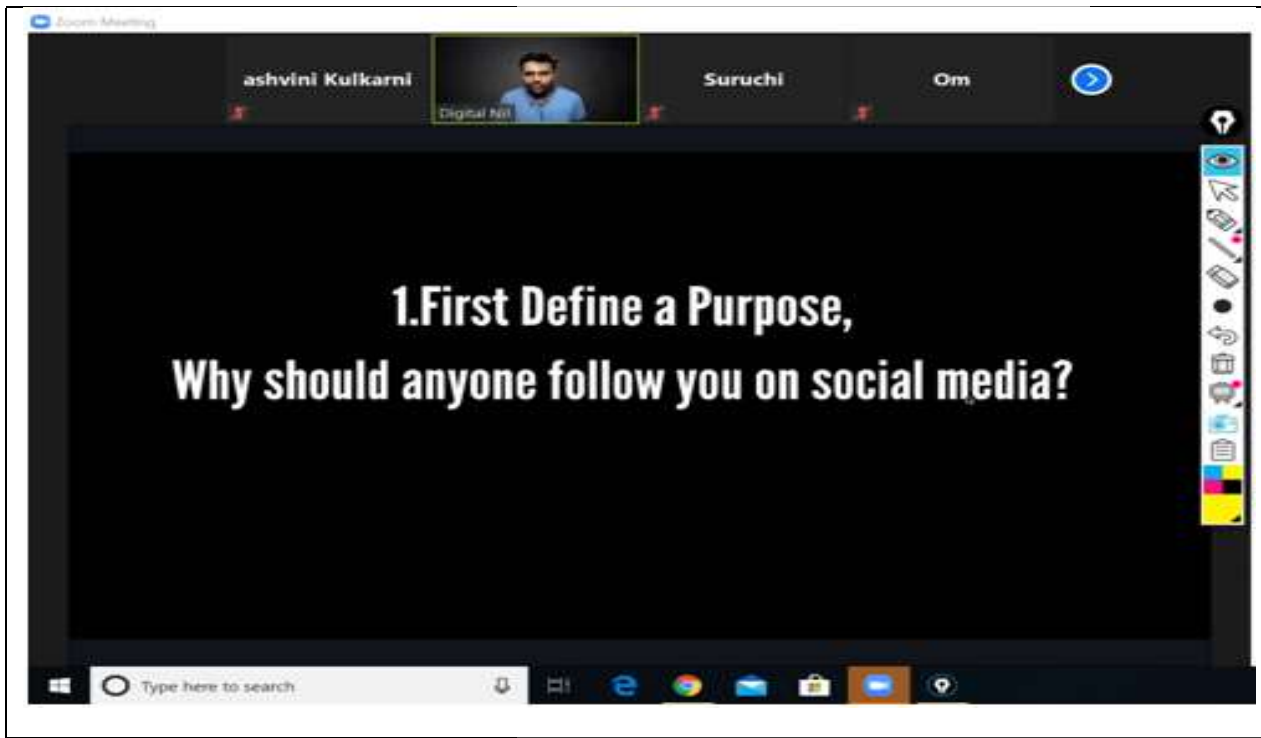 Zoom Meeting
ashvini Kulkarni
Digital Nil
Suruchi
Om
1.First Define a Purpose,
Why should anyone follow you on social media?
Type here to search